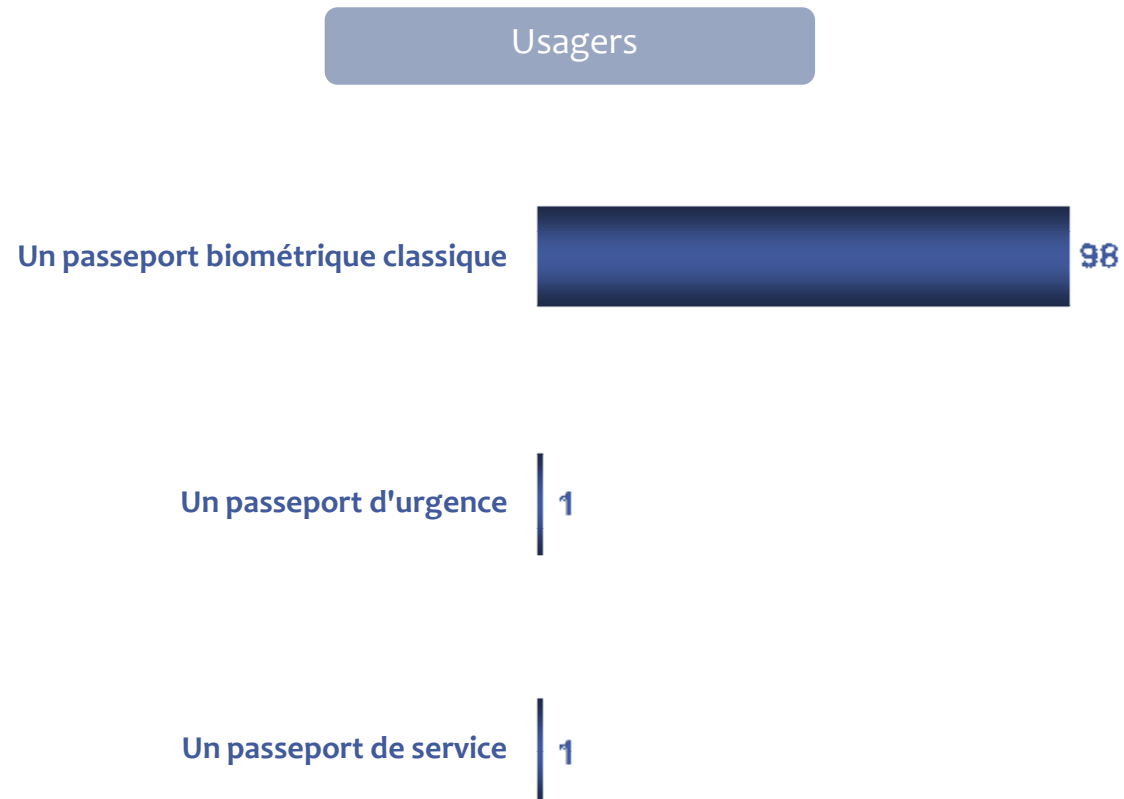 Usagers
Un passeport biométrique classique 98
Un passeport d'urgence 1
Un passeport de service 1